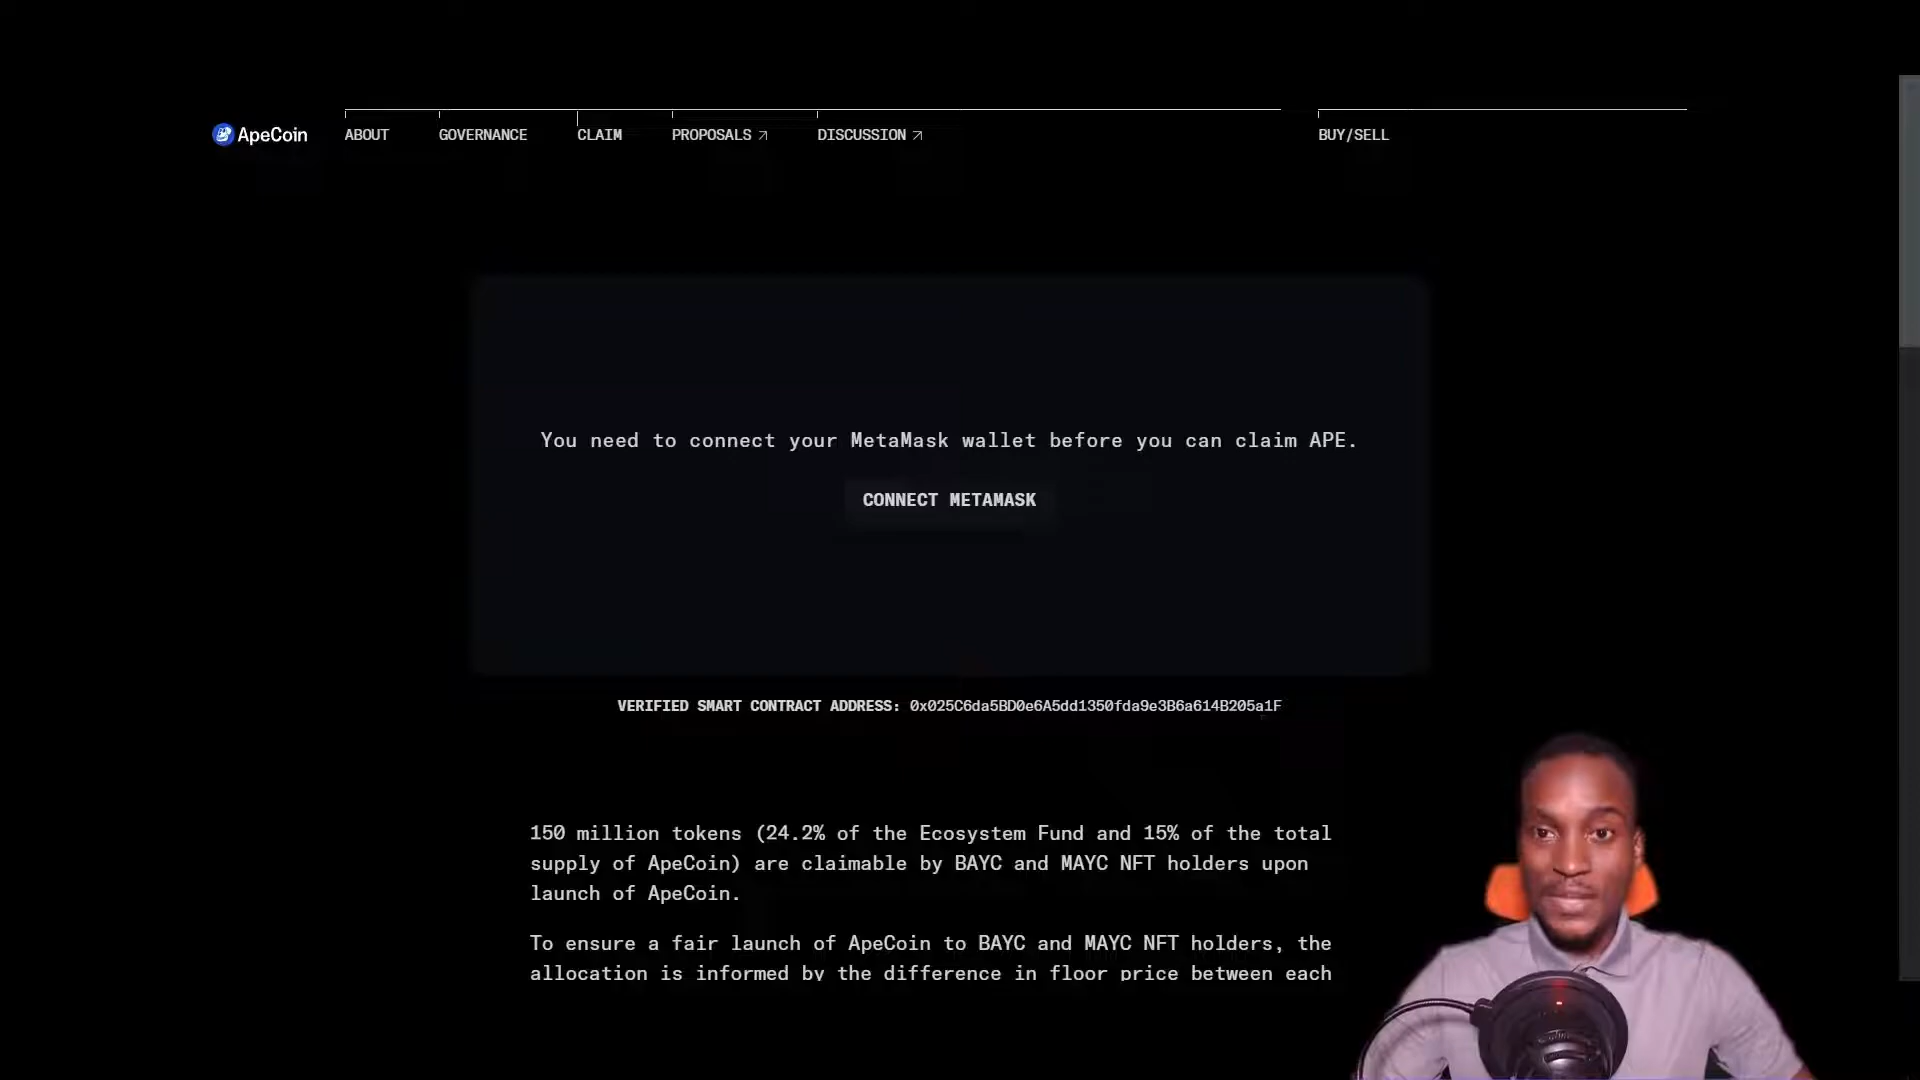 ApeCoin ABOUT GOVERNANCE CLAIM PROPOSALS DISCUSSION BUY/SELL
You need to connect your MetaMask wallet before you can claim APE.
CONNECT METAMASK
VERIFIED SMART CONTRACT ADDRESS: 0x025C6da5BD0e6A5dd1350fda9e3B6a614B205a1F
150 million tokens (24.2% of the Ecosystem Fund and 15% of the total
supply of ApeCoin) are claimable by BAYC and MAYC NFT holders upon
launch of ApeCoin.
To ensure a fair launch of ApeCoin to BAYC and MAYC NFT holders, the
allocation is informed by the difference in floor price between each